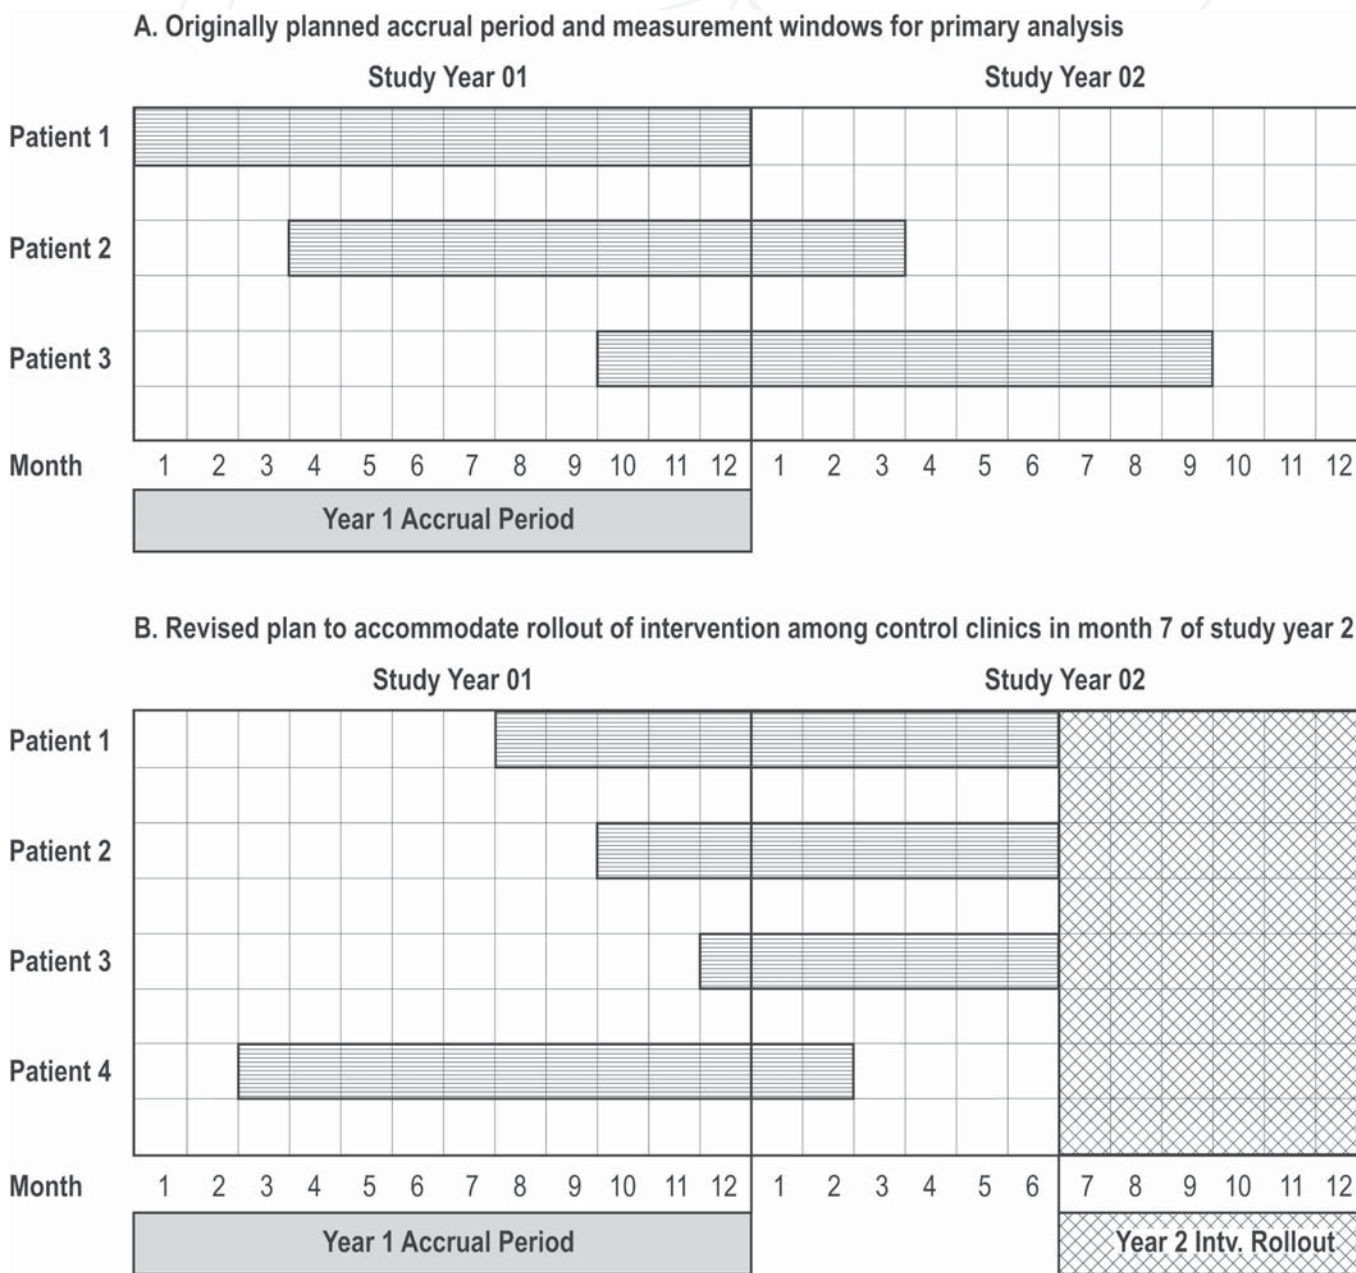 A. Originally planned accrual period and measurement windows for primary analysis
Study Year 01 Study Year 02
Patient 1
Patient 2
Patient 3
Month 1 2 3 4 5 6 7 8 9 10 11 12 1 2 3 4 5 6 7 8 9 10 11 12
Year 1 Accrual Period
B. Revised plan to accommodate rollout of intervention among control clinics in month 7 of study year 2
Study Year 01 Study Year 02
Patient 1
Patient 2
Patient 3
Patient 4
Month 1 2 3 4 5 6 7 8 9 10 11 12 1 2 3 4 5 6 7 8 9 10 11 12
Year 1 Accrual Period Year 2 Intv. Rollout